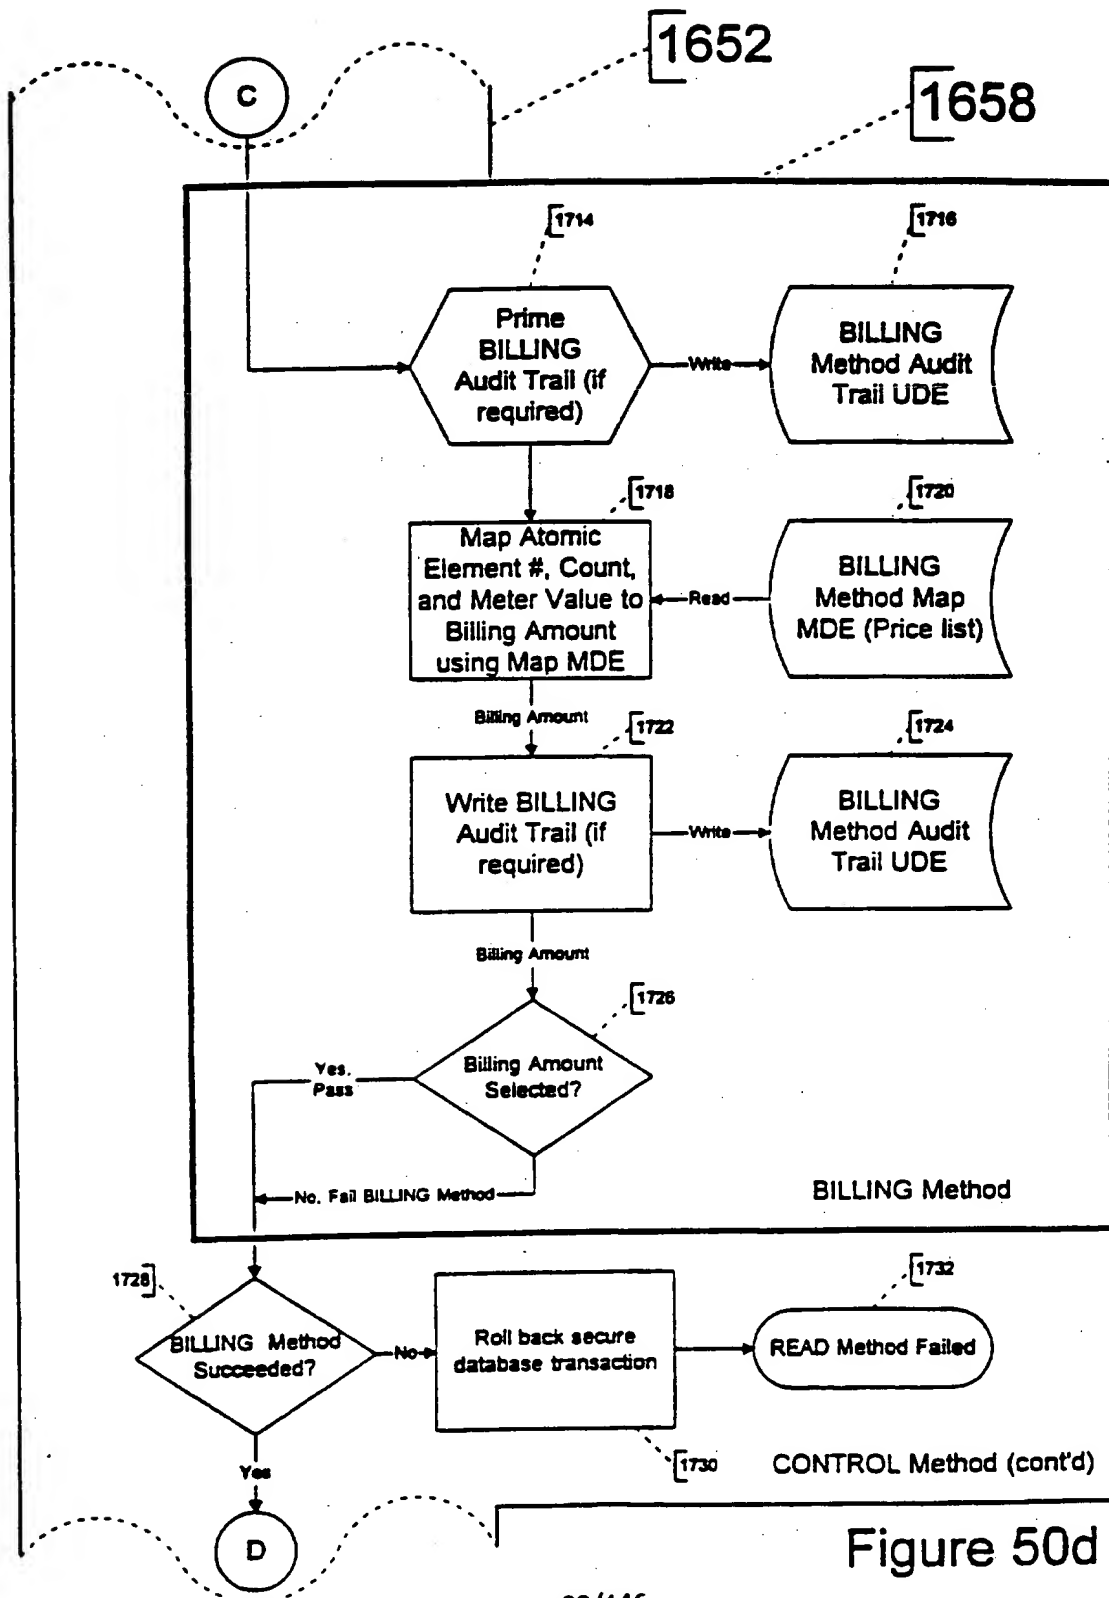 1652
C
1658
1714
1716
Prime
BILLING
Audit Trail (if
required)
Write
BILLING
Method Audit
Trail UDE
1718
1720
Map Atomic
Element #, Count,
and Meter Value to
Billing Amount
using Map MDE
Read
BILLING
Method Map
MDE (Price list)
Billing Amount
1722
1724
Write BILLING
Audit Trail (if
required)
Write
BILLING
Method Audit
Trail UDE
Billing Amount
1726
Billing Amount
Selected?
Yes.
Pass
No. Fail BILLING Method
BILLING Method
1728
1732
BILLING Method
Succeeded?
No
Roll back secure
database transaction
READ Method Failed
1730
Yes
CONTROL Method (cont'd)
D
Figure 50d